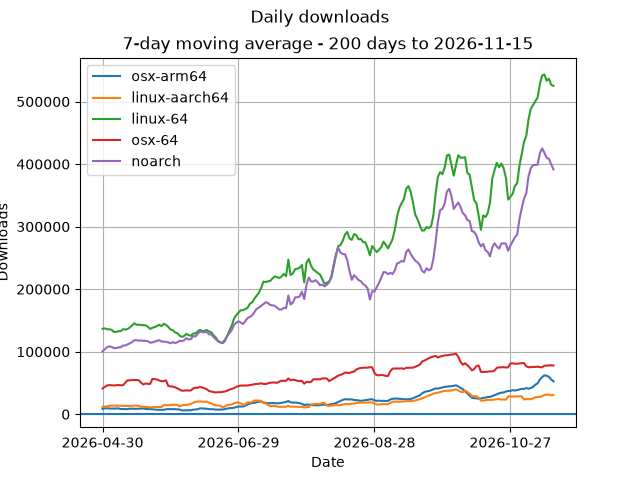 Daily downloads
7-day moving average - 200 days to 2026-11-15
osx-arm64
linux-aarch64
linux-64
osx-64
noarch
500000
400000
300000
200000
100000
0
Downloads
2026-04-30
2026-06-29
2026-08-28
2026-10-27
Date